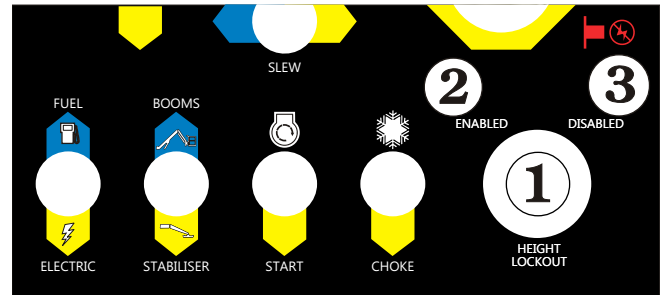 SLEW
2
3
FUEL
BOOMS
ENABLED
DISABLED
1
ELECTRIC
STABILISER
START
CHOKE
HEIGHT
LOCKOUT